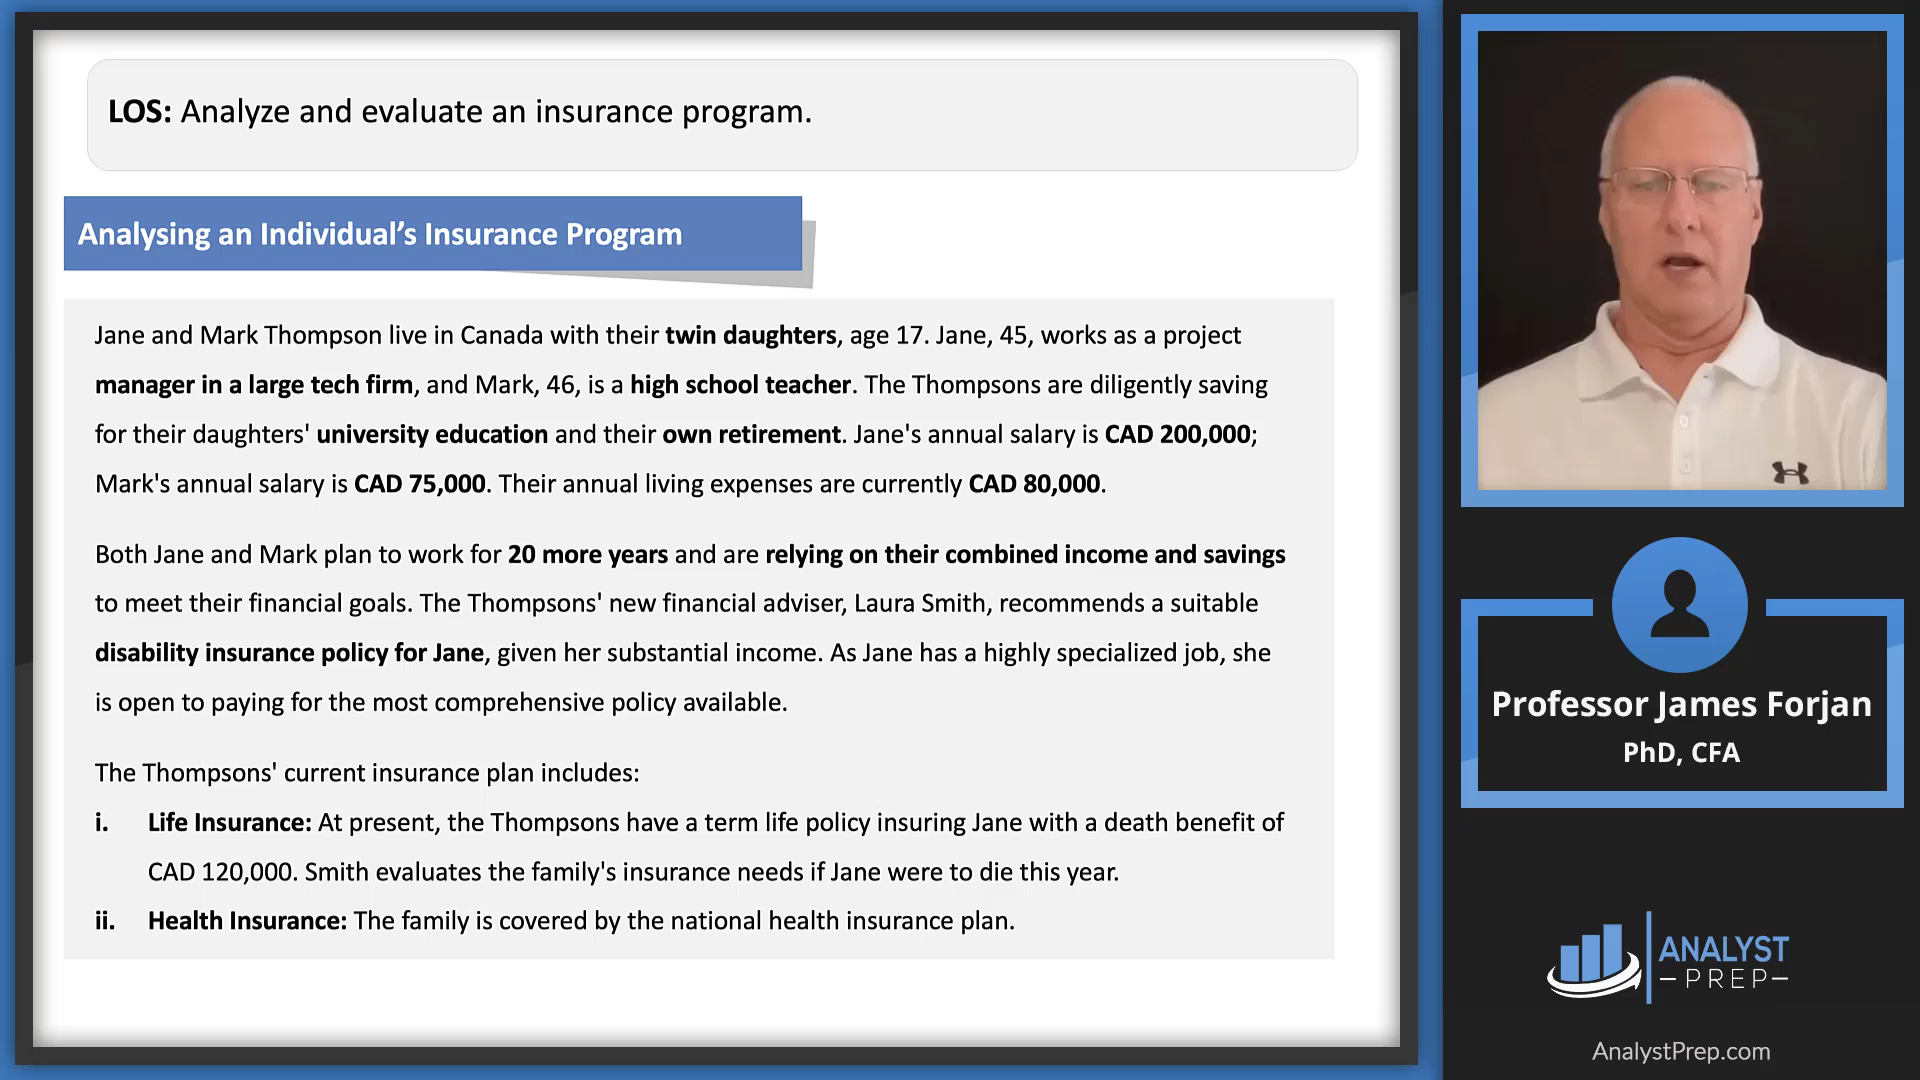 LOS: Analyze and evaluate an insurance program.
Analysing an Individual’s Insurance Program
Jane and Mark Thompson live in Canada with their twin daughters, age 17. Jane, 45, works as a project
manager in a large tech firm, and Mark, 46, is a high school teacher. The Thompsons are diligently saving
for their daughters' university education and their own retirement. Jane's annual salary is CAD 200,000;
Mark's annual salary is CAD 75,000. Their annual living expenses are currently CAD 80,000.
Both Jane and Mark plan to work for 20 more years and are relying on their combined income and savings
to meet their financial goals. The Thompsons' new financial adviser, Laura Smith, recommends a suitable
disability insurance policy for Jane, given her substantial income. As Jane has a highly specialized job, she
is open to paying for the most comprehensive policy available.
The Thompsons' current insurance plan includes:
i. Life Insurance: At present, the Thompsons have a term life policy insuring Jane with a death benefit of
CAD 120,000. Smith evaluates the family's insurance needs if Jane were to die this year.
ii. Health Insurance: The family is covered by the national health insurance plan.
Professor James Forjan
PhD, CFA
ANALYST
PREP
AnalystPrep.com